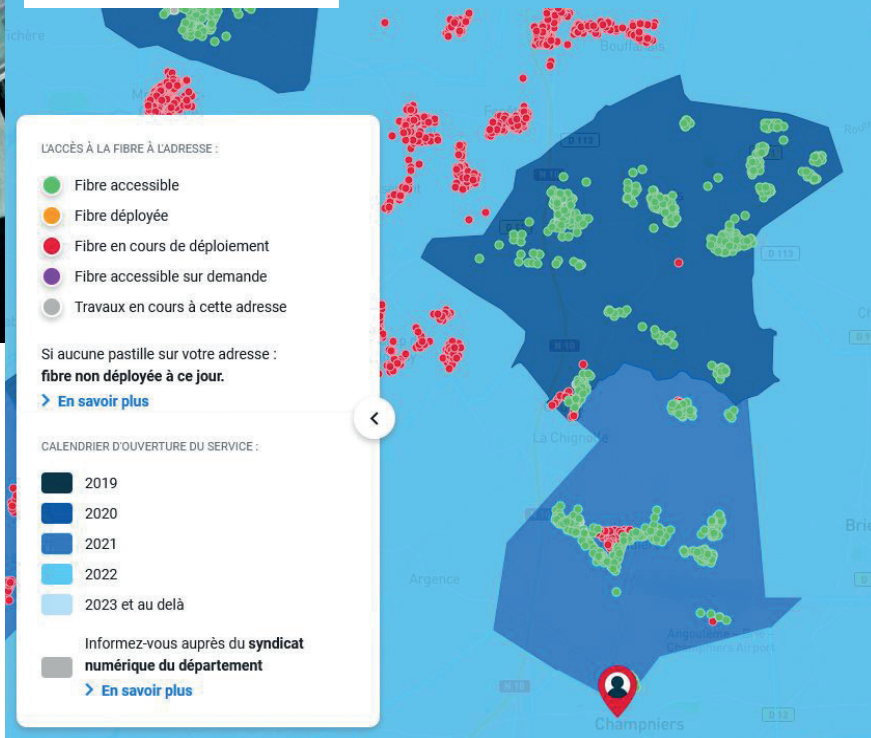 L'ACCÈS À LA FIBRE À L'ADRESSE :
Fibre accessible
Fibre déployée
Fibre en cours de déploiement
Fibre accessible sur demande
Travaux en cours à cette adresse
Si aucune pastille sur votre adresse :
fibre non déployée à ce jour.
En savoir plus
CALENDRIER D'OUVERTURE DU SERVICE :
2019
2020
2021
2022
2023 et au delà
Informez-vous auprès du syndicat
numérique du département
En savoir plus
Bouffanais
D 113
N 10
D 119
N 10
La Chignolle
Argence
Angoulême – Brie –
Champniers Airport
N 10
Champniers
D 12